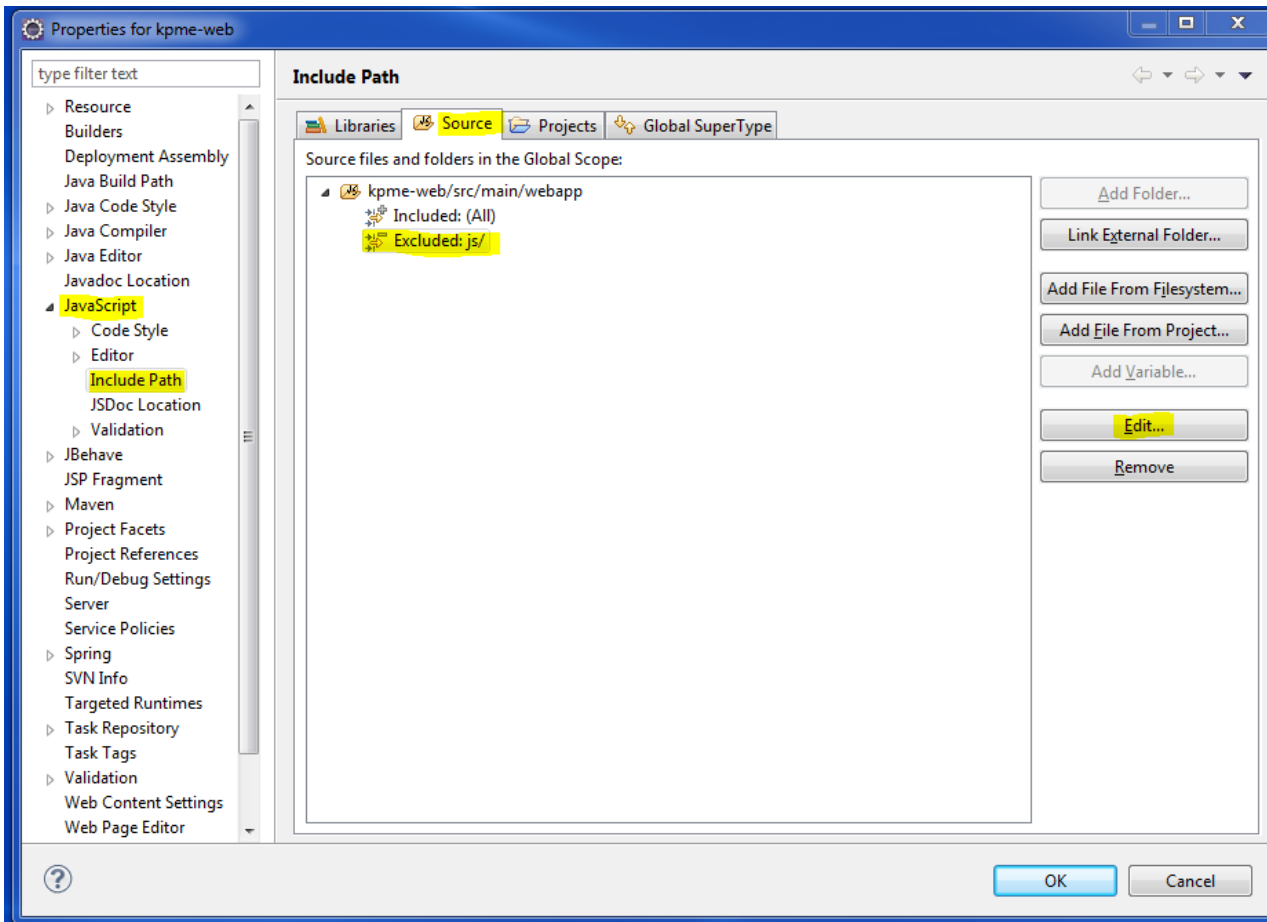 Properties for kpme-web
X
type filter text
Resource
Builders
Deployment Assembly
Java Build Path
Java Code Style
Java Compiler
Java Editor
Javadoc Location
JavaScript
Code Style
Editor
Include Path
JSDoc Location
Validation
JBehave
JSP Fragment
Maven
Project Facets
Project References
Run/Debug Settings
Server
Service Policies
Spring
SVN Info
Targeted Runtimes
Task Repository
Task Tags
Validation
Web Content Settings
Web Page Editor
Include Path
Libraries JS Source Projects Global SuperType
Source files and folders in the Global Scope:
JS kpme-web/src/main/webapp
Included: (All)
Excluded: js/
Add Folder...
Link External Folder...
Add File From Filesystem...
Add File From Project...
Add Variable...
Edit...
Remove
?
OK Cancel